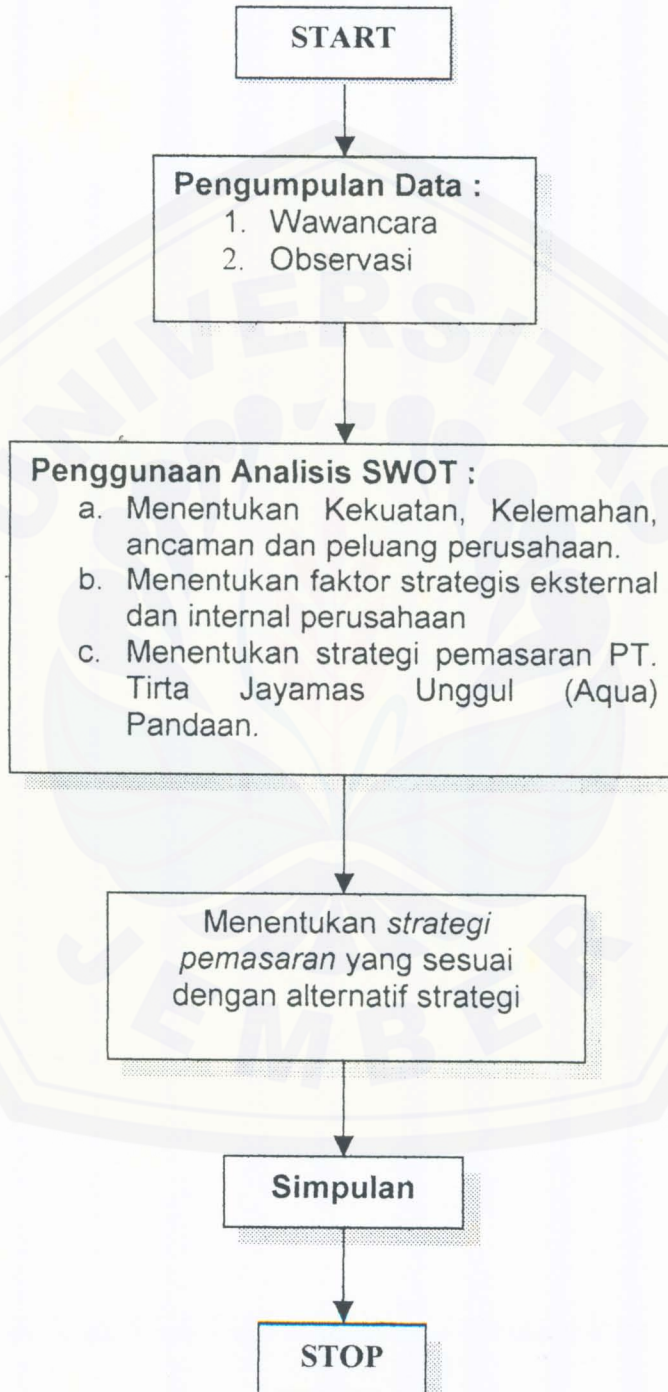 START
Pengumpulan Data :
1. Wawancara
2. Observasi
Penggunaan Analisis SWOT :
a. Menentukan Kekuatan, Kelemahan,
ancaman dan peluang perusahaan.
b. Menentukan faktor strategis eksternal
dan internal perusahaan
c. Menentukan strategi pemasaran PT.
Tirta Jayamas Unggul (Aqua)
Pandaan.
Menentukan strategi
pemasaran yang sesuai
dengan alternatif strategi
Simpulan
STOP
UNIVERSITAS
JEMBER